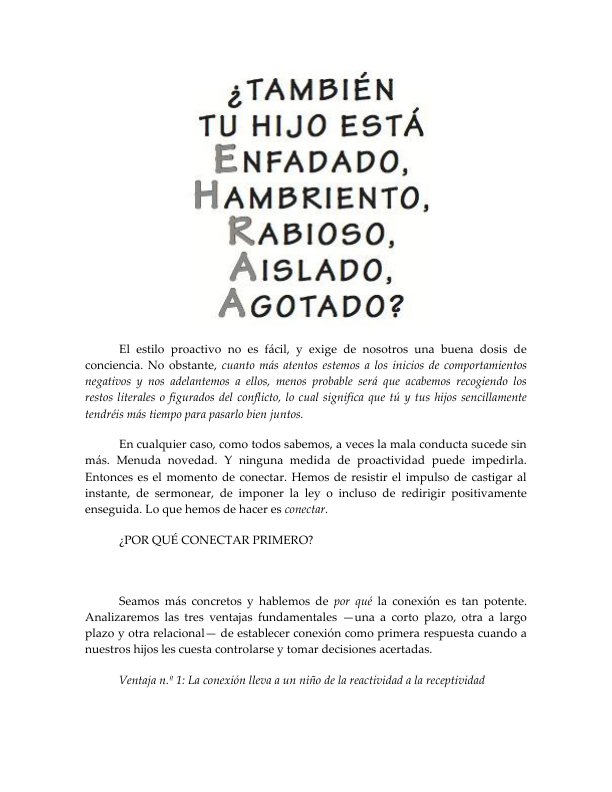 ¿TAMBIÉN
TU HIJO ESTÁ
ENFADADO,
HAMBRIENTO,
RABIOSO,
AISLADO,
AGOTADO?
El estilo proactivo no es fácil, y exige de nosotros una buena dosis de
conciencia. No obstante, cuanto más atentos estemos a los inicios de comportamientos
negativos y nos adelantemos a ellos, menos probable será que acabemos recogiendo los
restos literales o figurados del conflicto, lo cual significa que tú y tus hijos sencillamente
tendréis más tiempo para pasarlo bien juntos.
En cualquier caso, como todos sabemos, a veces la mala conducta sucede sin
más. Menuda novedad. Y ninguna medida de proactividad puede impedirla.
Entonces es el momento de conectar. Hemos de resistir el impulso de castigar al
instante, de sermonear, de imponer la ley o incluso de redirigir positivamente
enseguida. Lo que hemos de hacer es conectar.
¿POR QUÉ CONECTAR PRIMERO?
Seamos más concretos y hablemos de por qué la conexión es tan potente.
Analizaremos las tres ventajas fundamentales —una a corto plazo, otra a largo
plazo y otra relacional— de establecer conexión como primera respuesta cuando a
nuestros hijos les cuesta controlarse y tomar decisiones acertadas.
Ventaja n.º 1: La conexión lleva a un niño de la reactividad a la receptividad